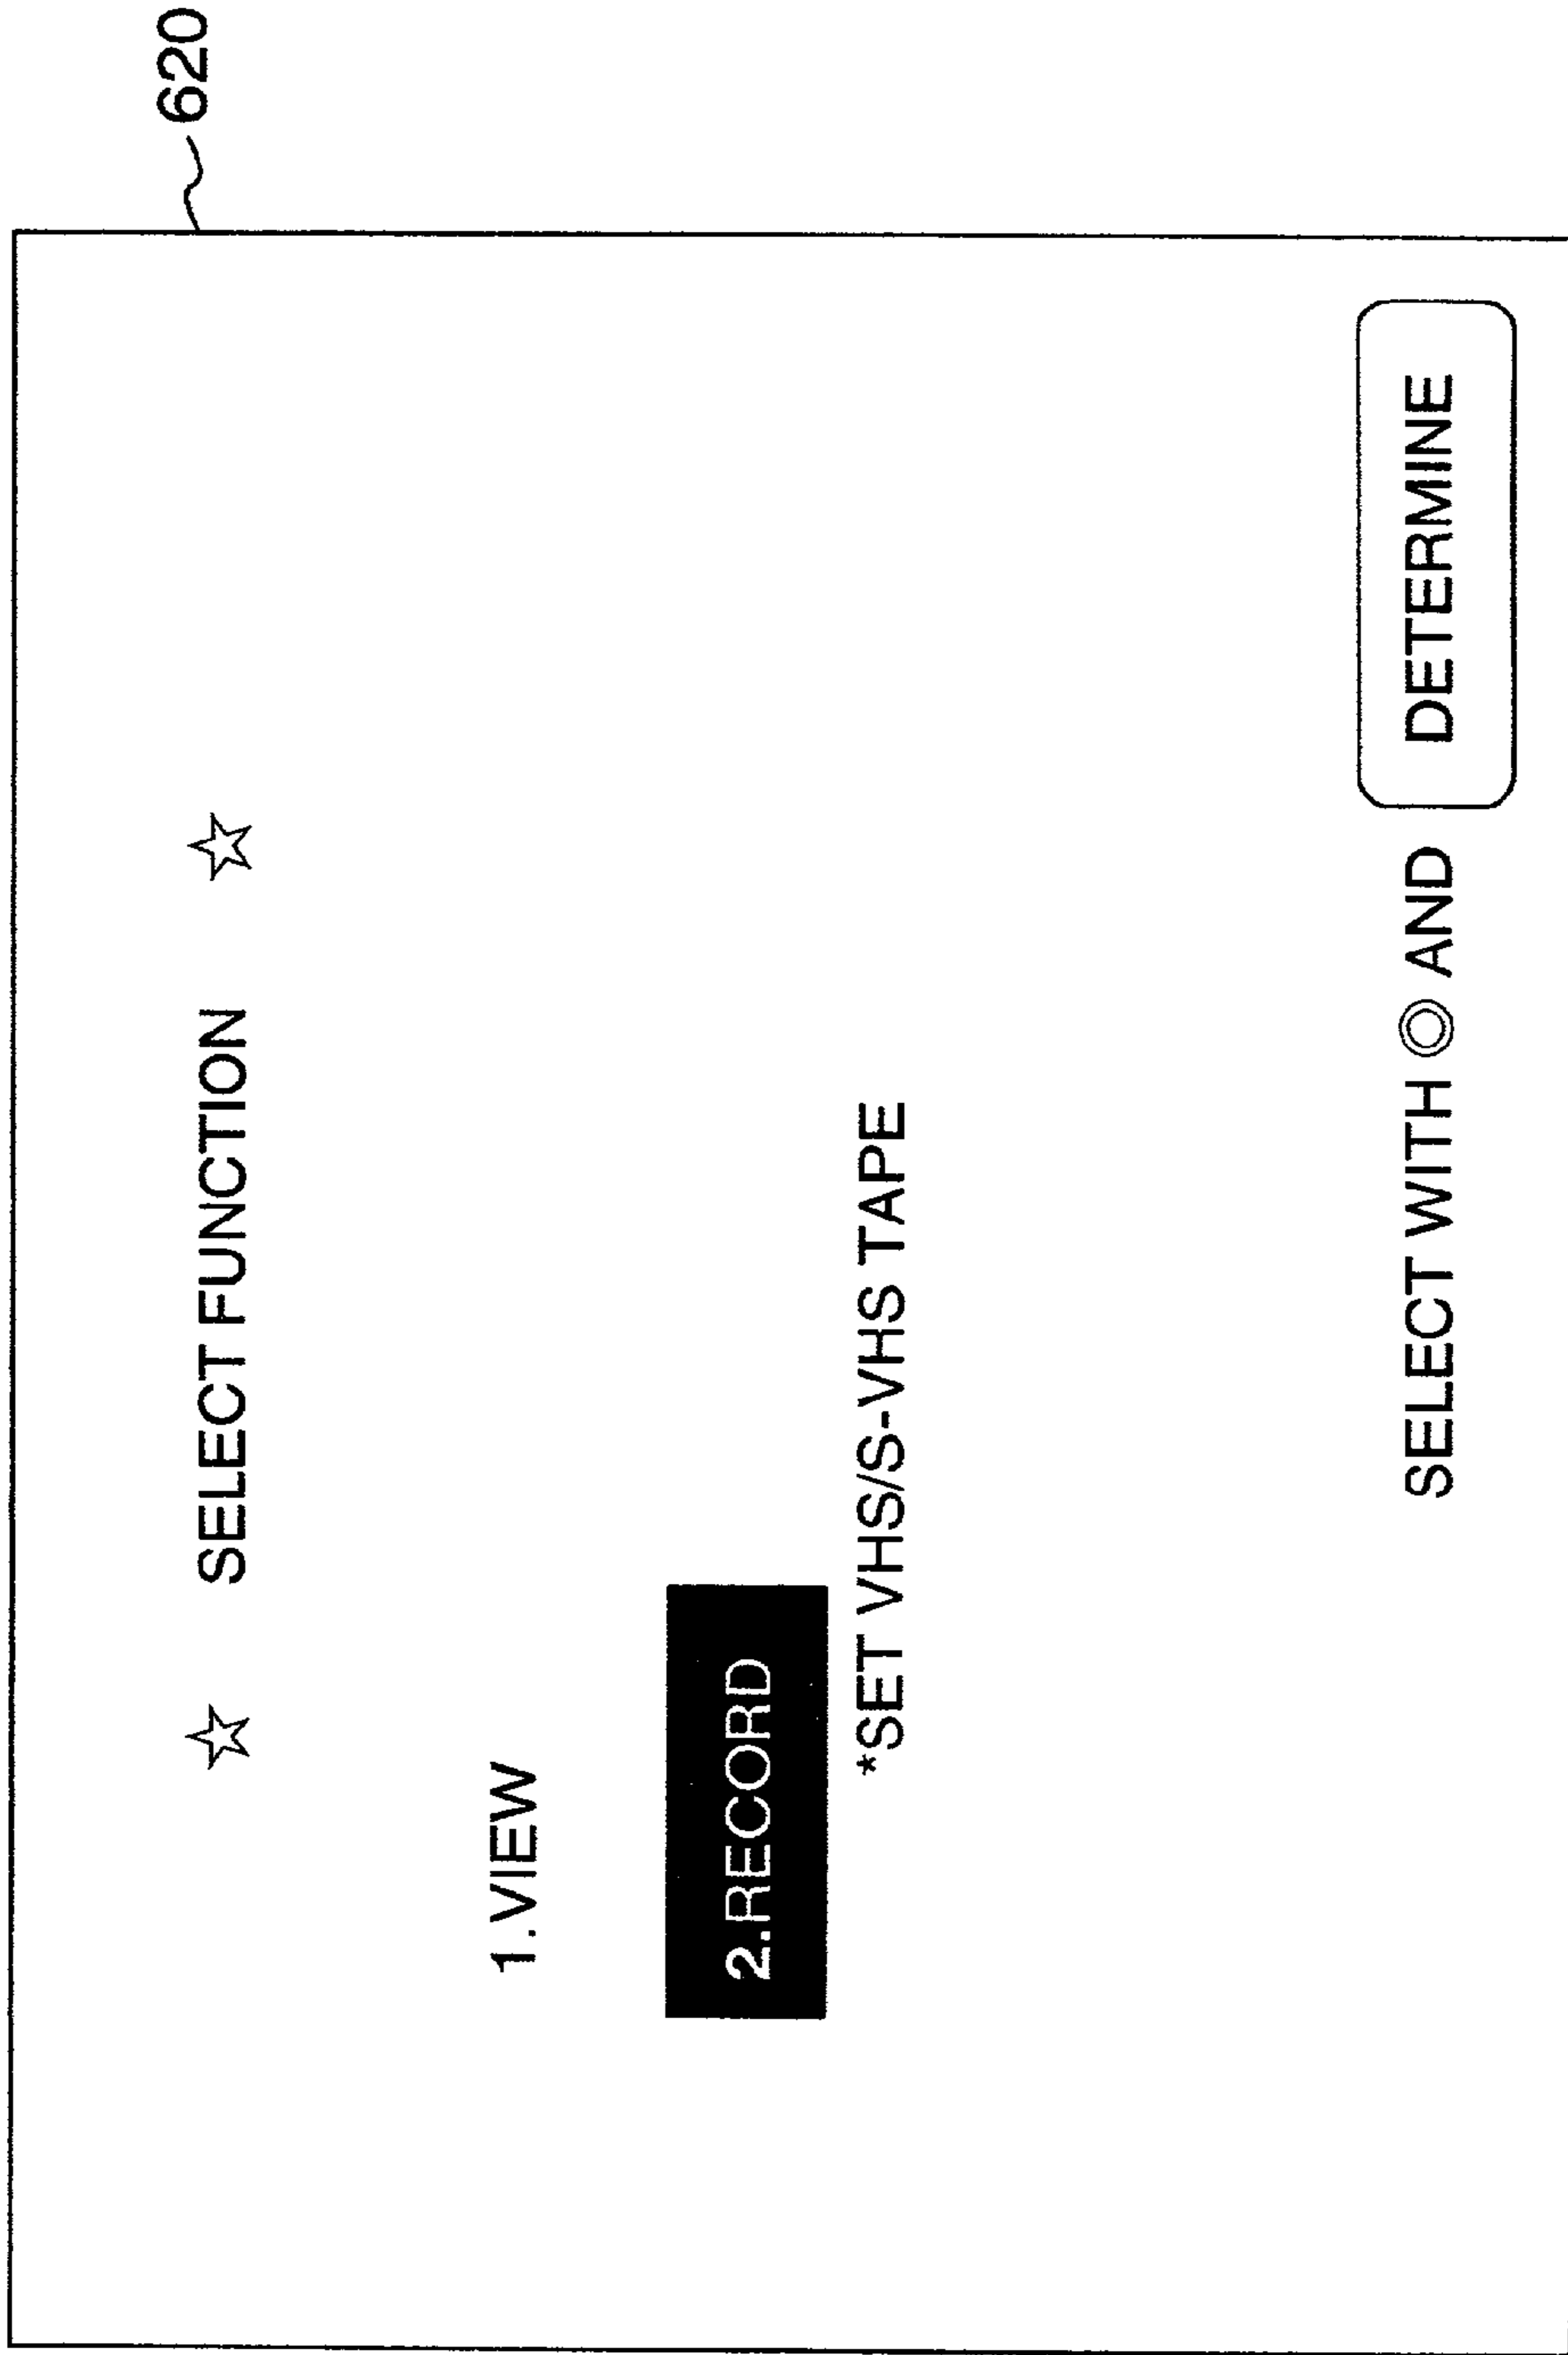 620
☆ SELECT FUNCTION ☆
1.VIEW
2.RECORD
*SET VHS/S-VHS TAPE
SELECT WITH ◎ AND DETERMINE